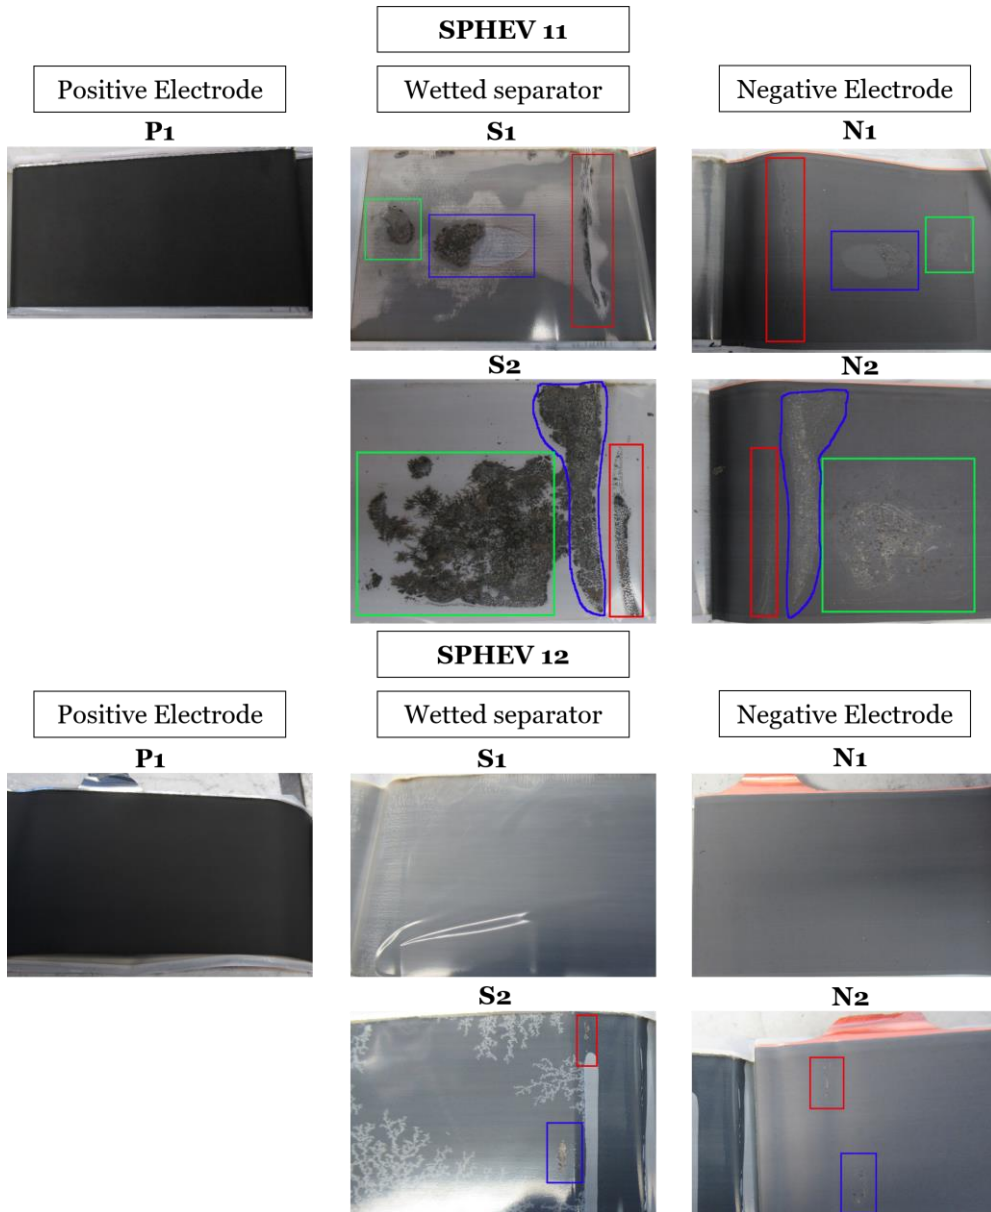 SPHEV 11
Positive Electrode
Wetted separator
Negative Electrode
P1
S1
N1
S2
N2
SPHEV 12
Positive Electrode
Wetted separator
Negative Electrode
P1
S1
N1
S2
N2